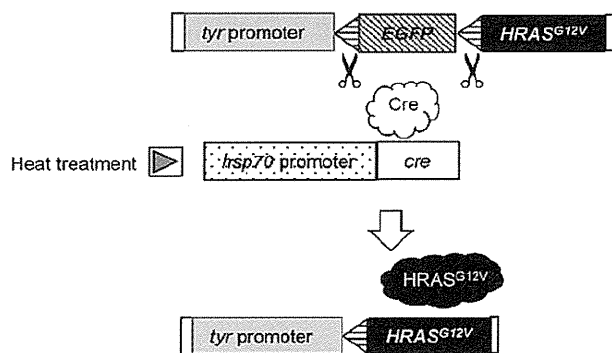 tyr promoter EGFP HRASG12V
Cre
Heat treatment hsp70 promoter cre
HRASG12V
tyr promoter HRASG12V